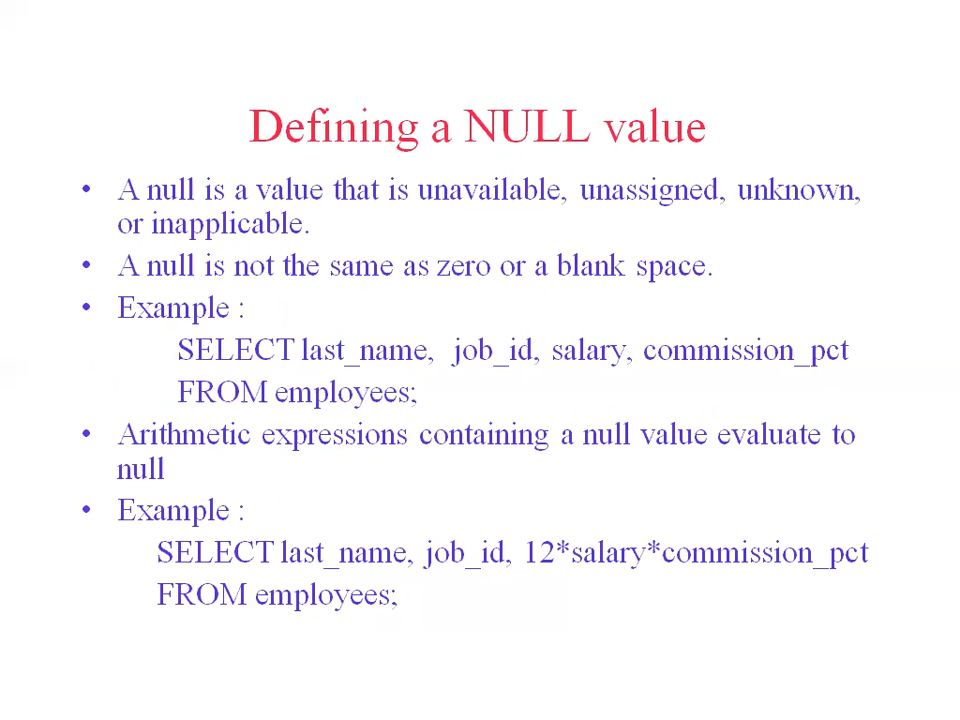 Defining a NULL value
• A null is a value that is unavailable, unassigned, unknown,
or inapplicable.
• A null is not the same as zero or a blank space.
• Example :
SELECT last_name, job_id, salary, commission_pct
FROM employees;
• Arithmetic expressions containing a null value evaluate to
null
• Example :
SELECT last_name, job_id, 12*salary*commission_pct
FROM employees;